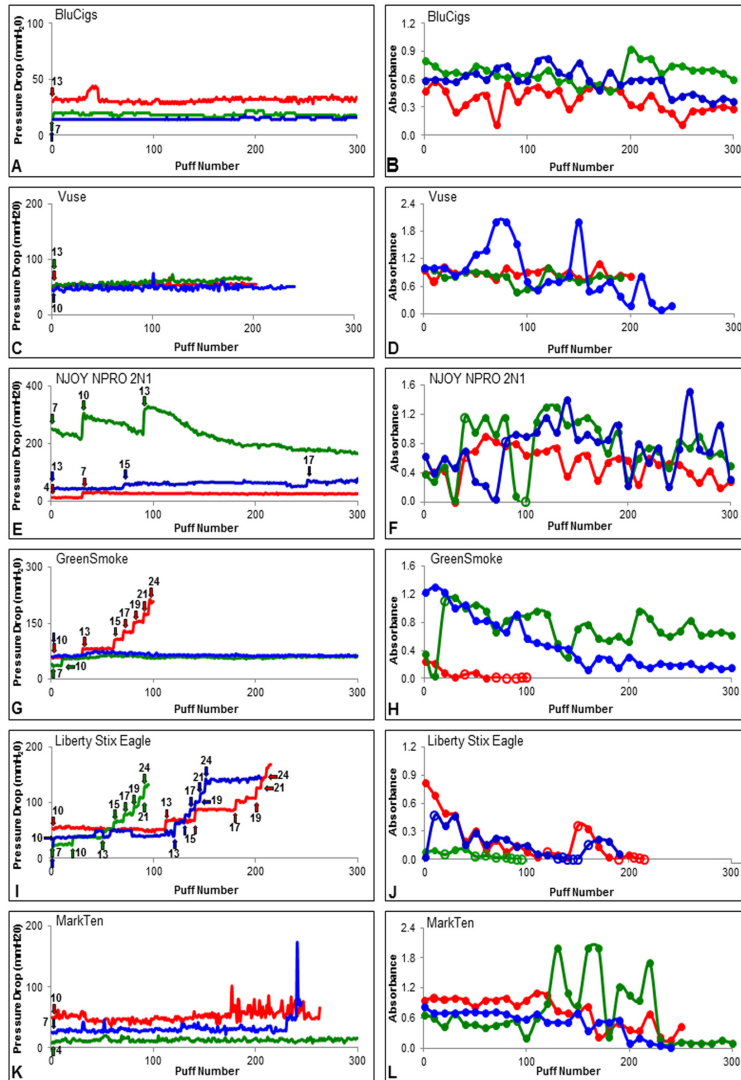 BluCigs
Pressure Drop (mmH₂0)
100
50
0
13
7
0 100 200 300
Puff Number
A
BluCigs
Absorbance
1.2
0.9
0.6
0.3
0.0
0 100 200 300
Puff Number
B
Vuse
Pressure Drop (mmH20)
200
100
0
13
10
0 100 200 300
Puff Number
C
Vuse
Absorbance
2.4
1.8
1.2
0.6
0.0
0 100 200 300
Puff Number
D
NJOY NPRO 2N1
Pressure Drop (mmH20)
400
200
0
7 10 13
13
4 7 15 17
0 100 200 300
Puff Number
E
NJOY NPRO 2N1
Absorbance
1.6
1.2
0.8
0.4
0.0
0 100 200 300
Puff Number
F
GreenSmoke
Pressure Drop (mmH₂0)
300
150
0
10 13 15 17 19 21 24
7 10
0 100 200 300
Puff Number
G
GreenSmoke
Absorbance
1.6
1.2
0.8
0.4
0.0
0 100 200 300
Puff Number
H
Liberty Stix Eagle
Pressure Drop (mmH₂0)
200
100
0
10 15 17 19 24 21 13 17 21 24 19 24 21
10
7 10 13 13 15 17 19
0 100 200 300
Puff Number
I
Liberty Stix Eagle
Absorbance
1.2
0.9
0.6
0.3
0.0
0 100 200 300
Puff Number
J
MarkTen
Pressure Drop (mmH20)
200
100
0
10
7
4
0 100 200 300
Puff Number
K
MarkTen
Absorbance
2.4
1.8
1.2
0.6
0.0
0 100 200 300
Puff Number
L